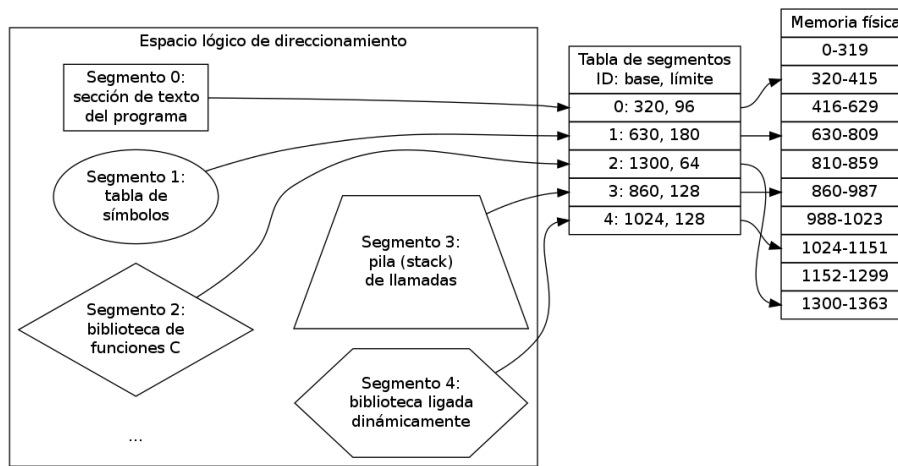 Espacio lógico de direccionamiento
Segmento 0:
sección de texto
del programa
Segmento 1:
tabla de
símbolos
Segmento 2:
biblioteca de
funciones C
...
Segmento 3:
pila (stack)
de llamadas
Segmento 4:
biblioteca ligada
dinámicamente
Tabla de segmentos
ID: base, límite
0: 320, 96
1: 630, 180
2: 1300, 64
3: 860, 128
4: 1024, 128
Memoria física
0-319
320-415
416-629
630-809
810-859
860-987
988-1023
1024-1151
1152-1299
1300-1363